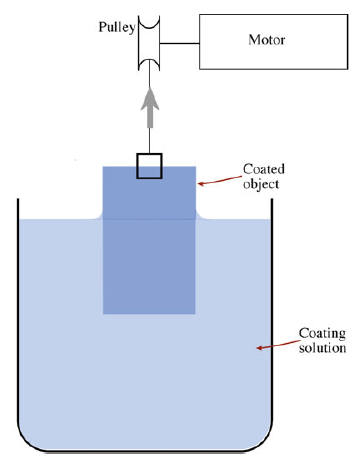 Pulley
Motor
Coated
object
Coating
solution